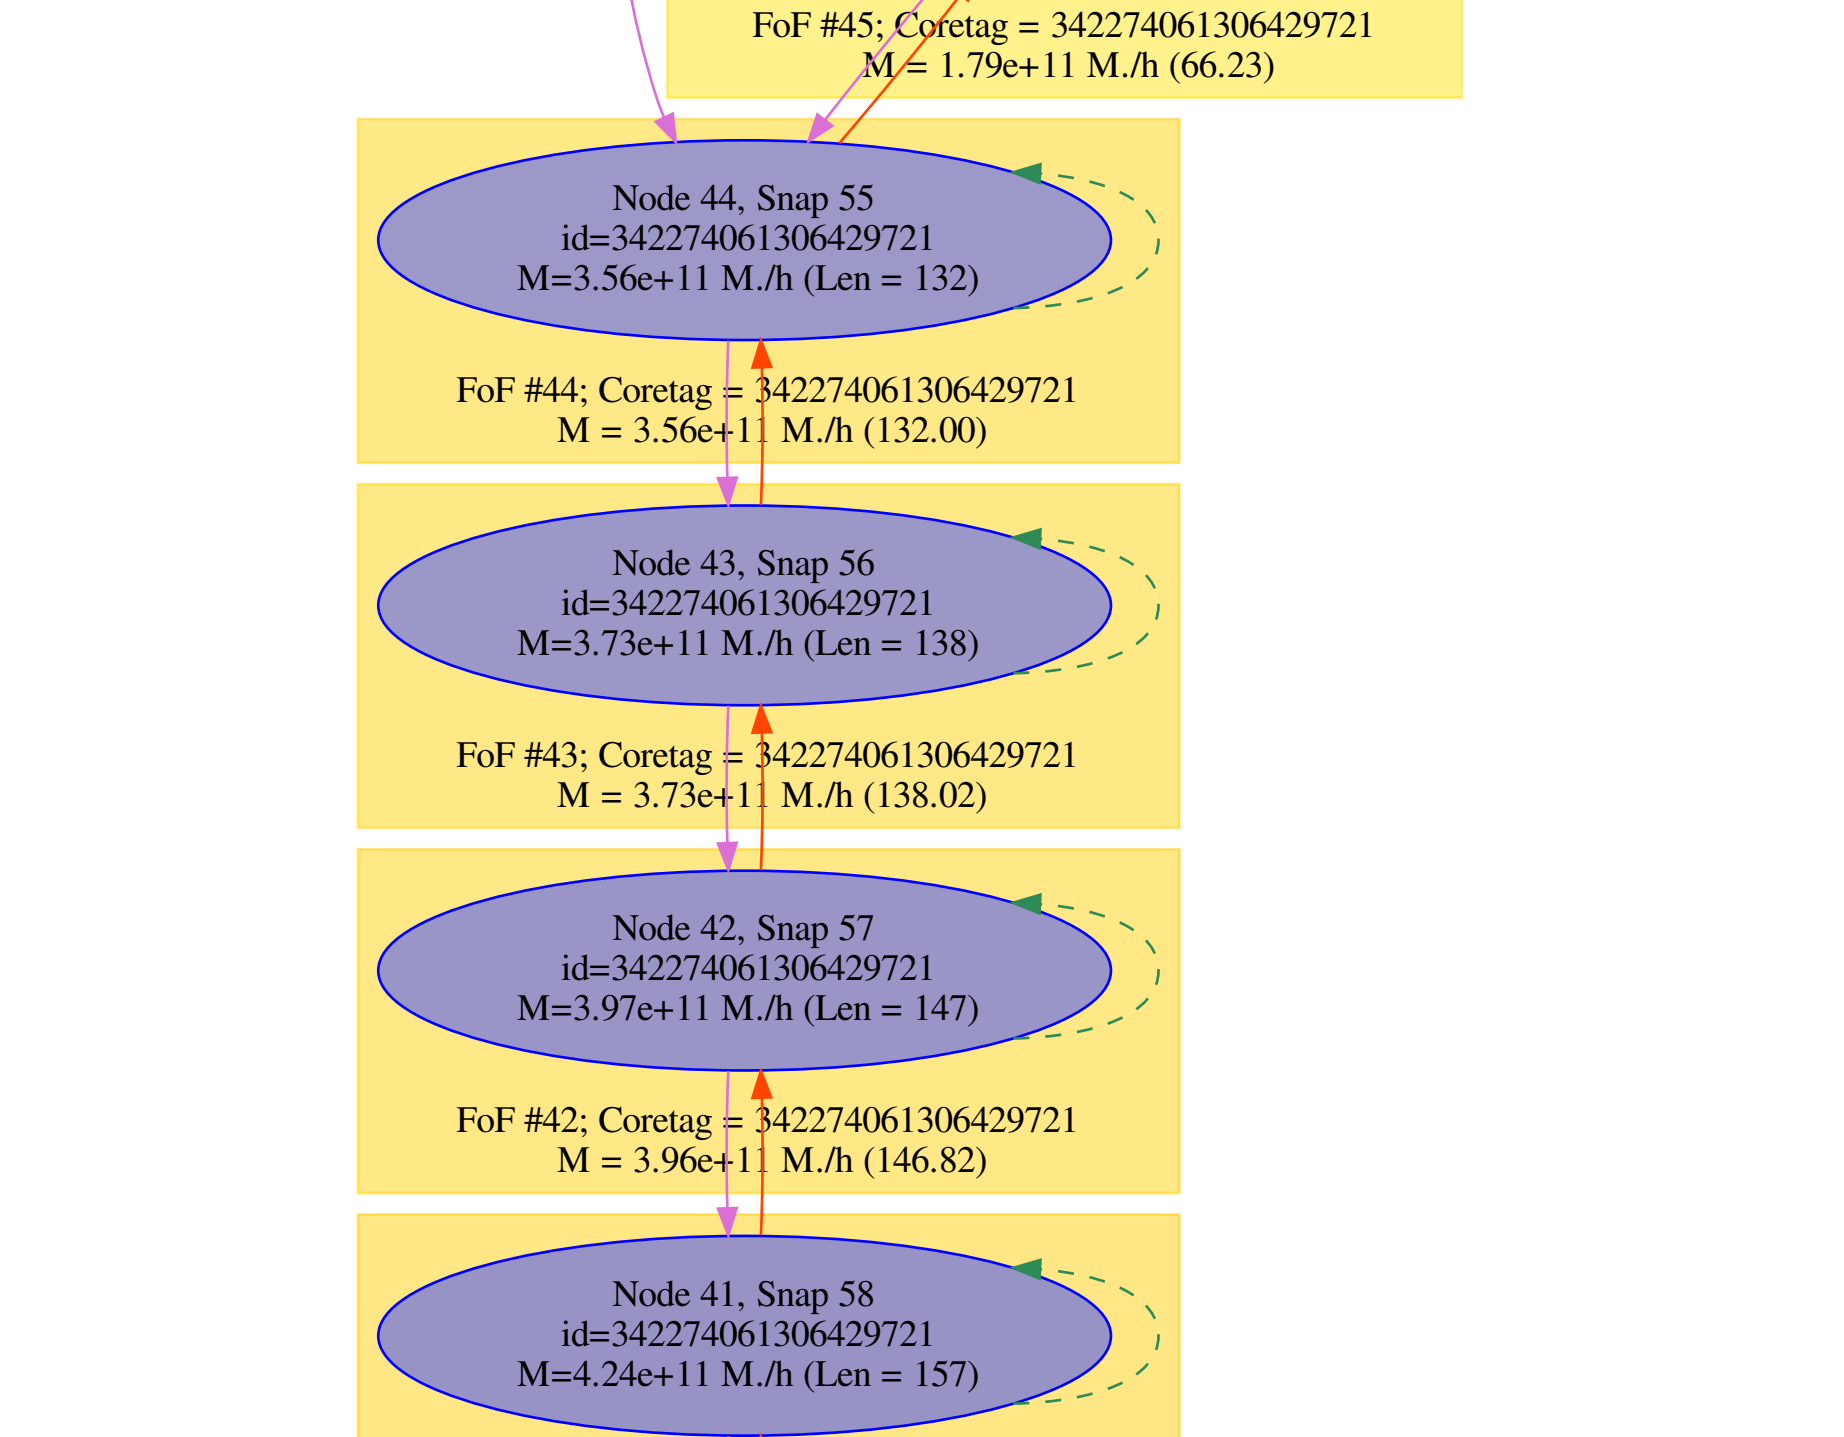 FoF #45; Coretag = 342274061306429721
M = 1.79e+11 M./h (66.23)
Node 44, Snap 55
id=342274061306429721
M=3.56e+11 M./h (Len = 132)
FoF #44; Coretag = 342274061306429721
M = 3.56e+11 M./h (132.00)
Node 43, Snap 56
id=342274061306429721
M=3.73e+11 M./h (Len = 138)
FoF #43; Coretag = 342274061306429721
M = 3.73e+11 M./h (138.02)
Node 42, Snap 57
id=342274061306429721
M=3.97e+11 M./h (Len = 147)
FoF #42; Coretag = 342274061306429721
M = 3.96e+11 M./h (146.82)
Node 41, Snap 58
id=342274061306429721
M=4.24e+11 M./h (Len = 157)